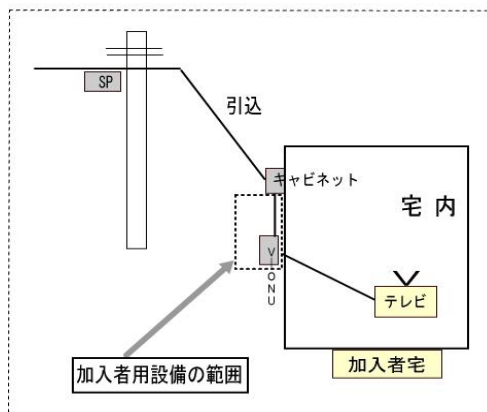 SP
引込
キャビネット
宅 内
V-ONU
テレビ
加入者用設備の範囲
加入者宅